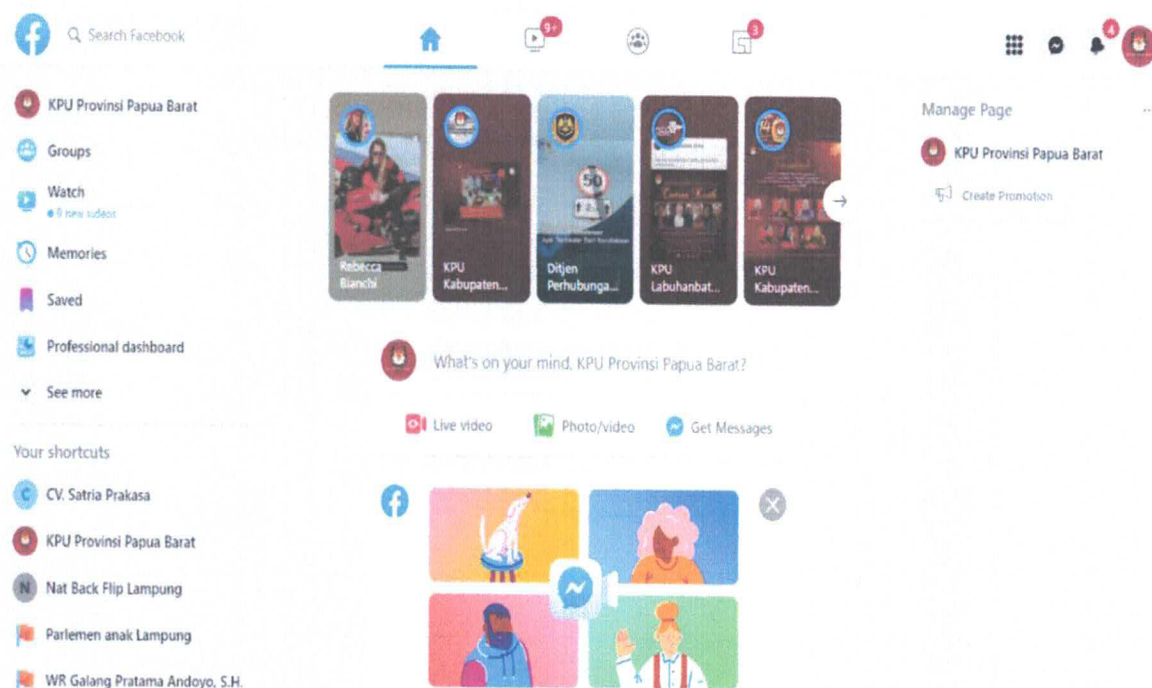 Search Facebook
9+
3
4
KPU Provinsi Papua Barat
Groups
Watch
9 new videos
Memories
Saved
Professional dashboard
See more
Your shortcuts
C CV. Satria Prakasa
KPU Provinsi Papua Barat
N Nat Back Flip Lampung
Parlemen anak Lampung
WR Galang Pratama Andoyo, S.H.
Rebecca
Bianchi
KPU
Kabupaten...
50
Ditjen
Perhubunga...
KPU
Labuhanbat...
KPU
Kabupaten...
What's on your mind, KPU Provinsi Papua Barat?
Live video
Photo/video
Get Messages
Manage Page
...
KPU Provinsi Papua Barat
Create Promotion